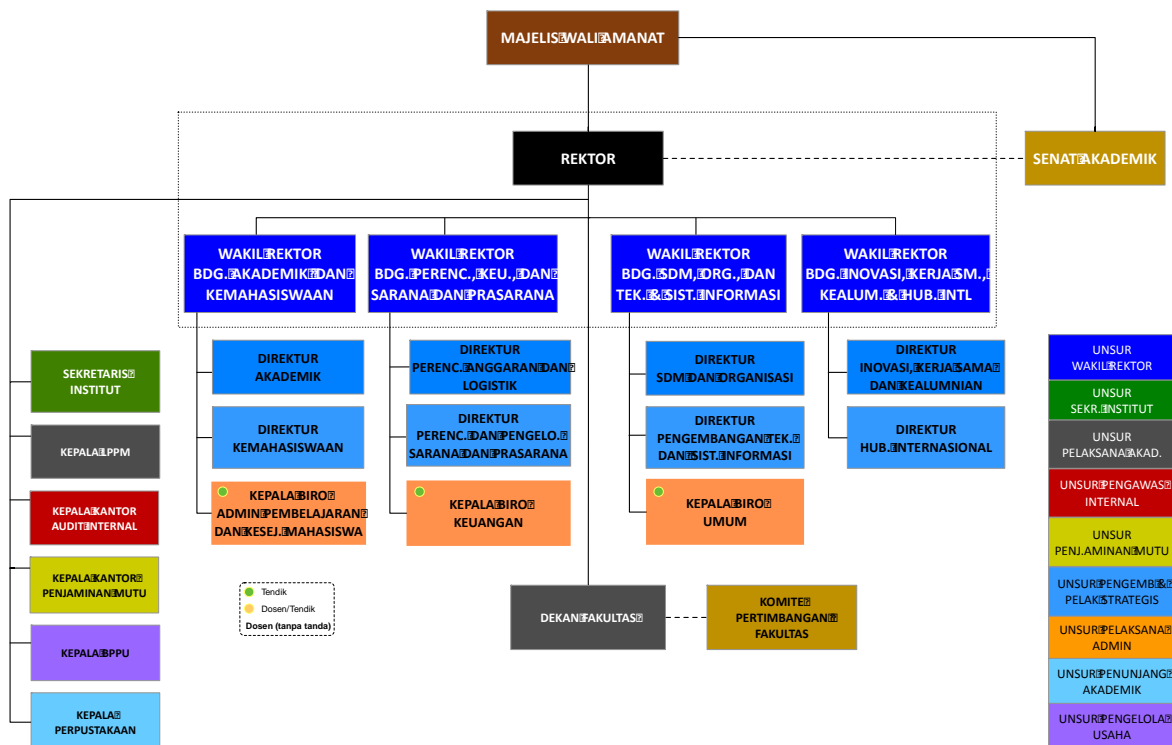 MAJELIS WALI AMANAT
REKTOR
SENAT AKADEMIK
WAKIL REKTOR
BDG. AKADEMIK DAN
KEMAHASISWAAN
WAKIL REKTOR
BDG. PERENC., KEU., DAN
SARANA DAN PRASARANA
WAKIL REKTOR
BDG. SDM, ORG., DAN
TEK. & SIST. INFORMASI
WAKIL REKTOR
BDG. INOVASI, KERJA SM.,
KEALUM. & HUB. INTL
DIREKTUR
AKADEMIK
DIREKTUR
PERENC. ANGGARAN DAN
LOGISTIK
DIREKTUR
SDM DAN ORGANISASI
DIREKTUR
INOVASI, KERJA SAMA
DAN KEALUMNIAN
DIREKTUR
KEMAHASISWAAN
DIREKTUR
PERENC. DAN PENGELO.
SARANA DAN PRASARANA
DIREKTUR
PENGEMBANGAN TEK.
DAN SIST. INFORMASI
DIREKTUR
HUB. INTERNASIONAL
KEPALA BIRO
ADMIN PEMBELAJARAN
DAN KESEJ. MAHASISWA
KEPALA BIRO
KEUANGAN
KEPALA BIRO
UMUM
SEKRETARIS
INSTITUT
KEPALA LPPM
KEPALA KANTOR
AUDIT INTERNAL
KEPALA KANTOR
PENJAMINAN MUTU
KEPALA BPPU
KEPALA
PERPUSTAKAAN
Tendik
Dosen/Tendik
Dosen (tanpa tanda)
DEKAN FAKULTAS
KOMITE
PERTIMBANGAN
FAKULTAS
UNSUR
WAKIL REKTOR
UNSUR
SEKR. INSTITUT
UNSUR
PELAKSANA AKAD.
UNSUR PENGAWAS
INTERNAL
UNSUR
PENJ.AMINAN MUTU
UNSUR PENGEMB &
PELAK STRATEGIS
UNSUR PELAKSANA
ADMIN
UNSUR PENUNJANG
AKADEMIK
UNSUR PENGELOLA
USAHA